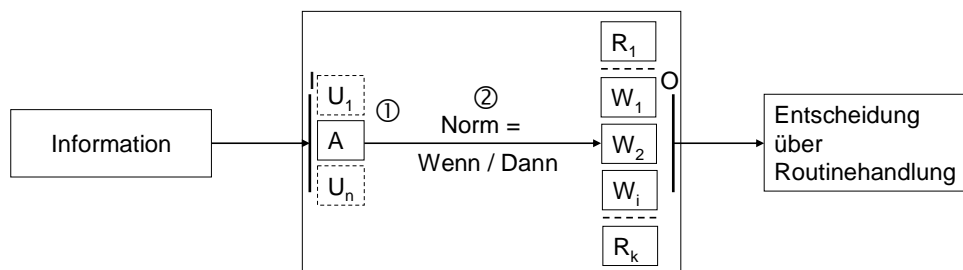 Information
I
U1
A
Un
①
②
Norm =
Wenn / Dann
R1
W1
W2
Wi
Rk
O
Entscheidung
über
Routinehandlung